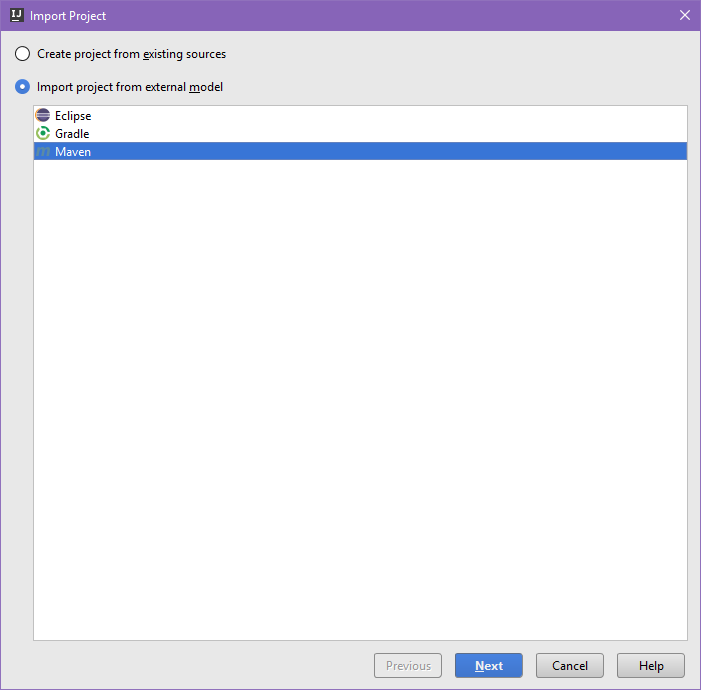 IJ Import Project
Create project from existing sources
Import project from external model
Eclipse
Gradle
m Maven
Previous Next Cancel Help